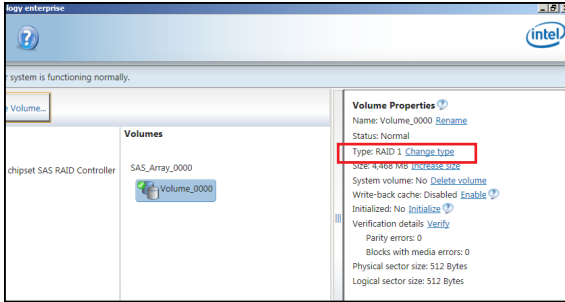 logy enterprise
intel
r system is functioning normally.
e Volume...
Volumes
chipset SAS RAID Controller
SAS_Array_0000
Volume_0000
Volume Properties
Name: Volume_0000 Rename
Status: Normal
Type: RAID 1 Change type
Size: 4,468 MB Increase size
System volume: No Delete volume
Write-back cache: Disabled Enable
Initialized: No Initialize
Verification details Verify
Parity errors: 0
Blocks with media errors: 0
Physical sector size: 512 Bytes
Logical sector size: 512 Bytes